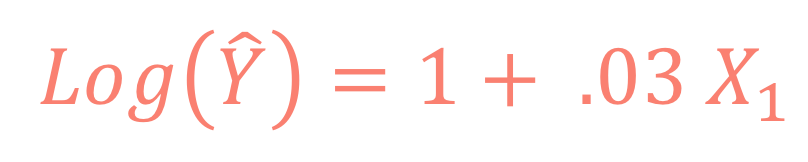 Log(Ŷ) = 1 + .03 X₁